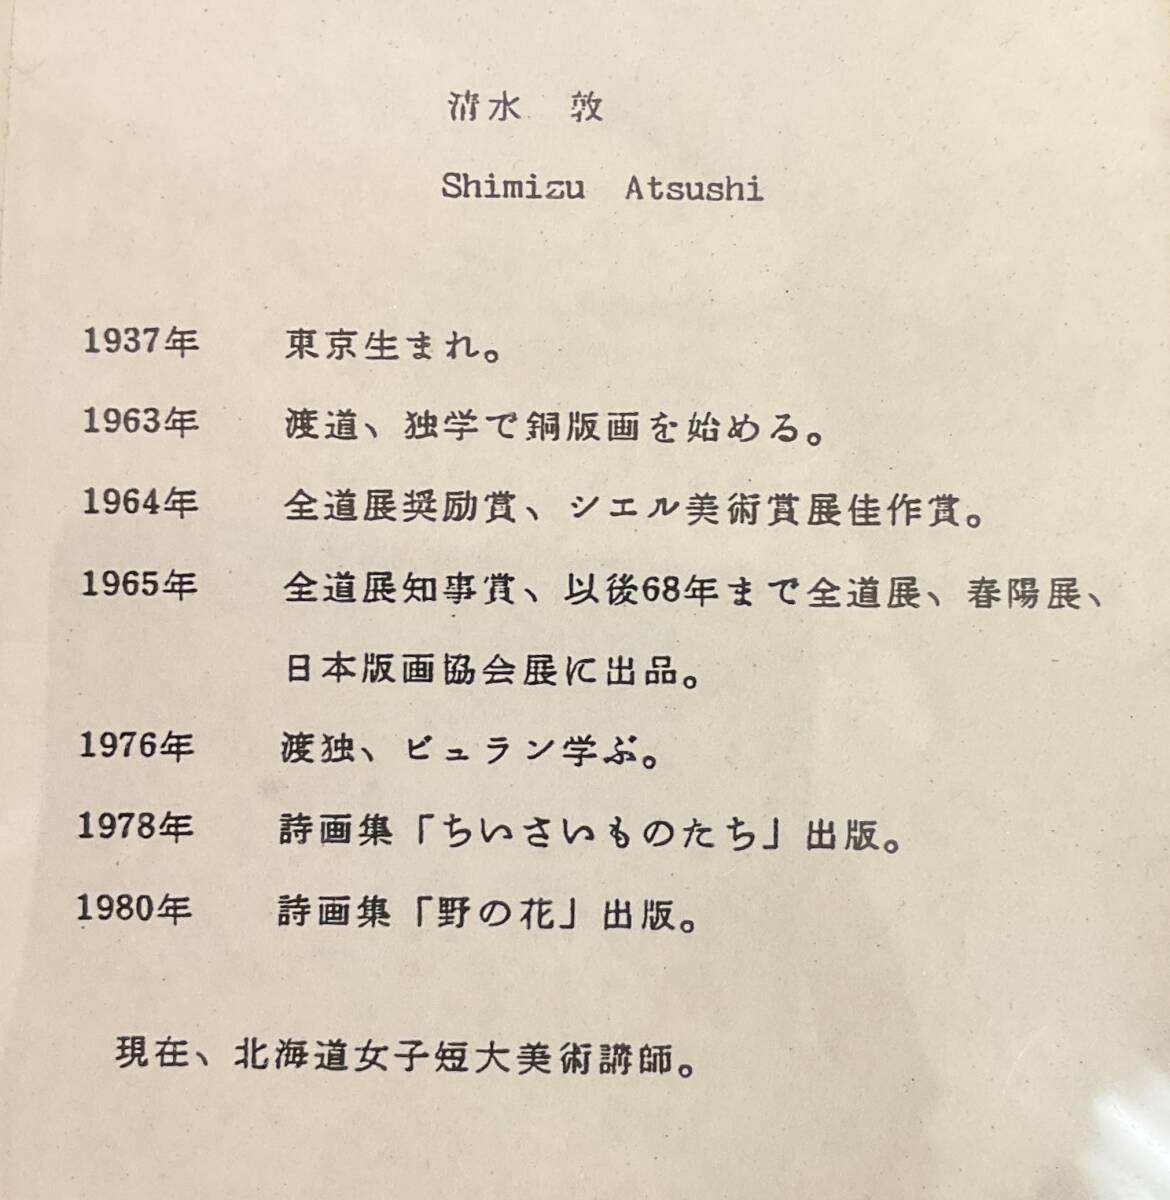 清水　敦
Shimizu Atsushi
1937年　東京生まれ。
1963年　渡道、独学で銅版画を始める。
1964年　全道展奨励賞、シエル美術賞展佳作賞。
1965年　全道展知事賞、以後68年まで全道展、春陽展、
日本版画協会展に出品。
1976年　渡独、ビュラン学ぶ。
1978年　詩画集「ちいさいものたち」出版。
1980年　詩画集「野の花」出版。
現在、北海道女子短大美術講師。